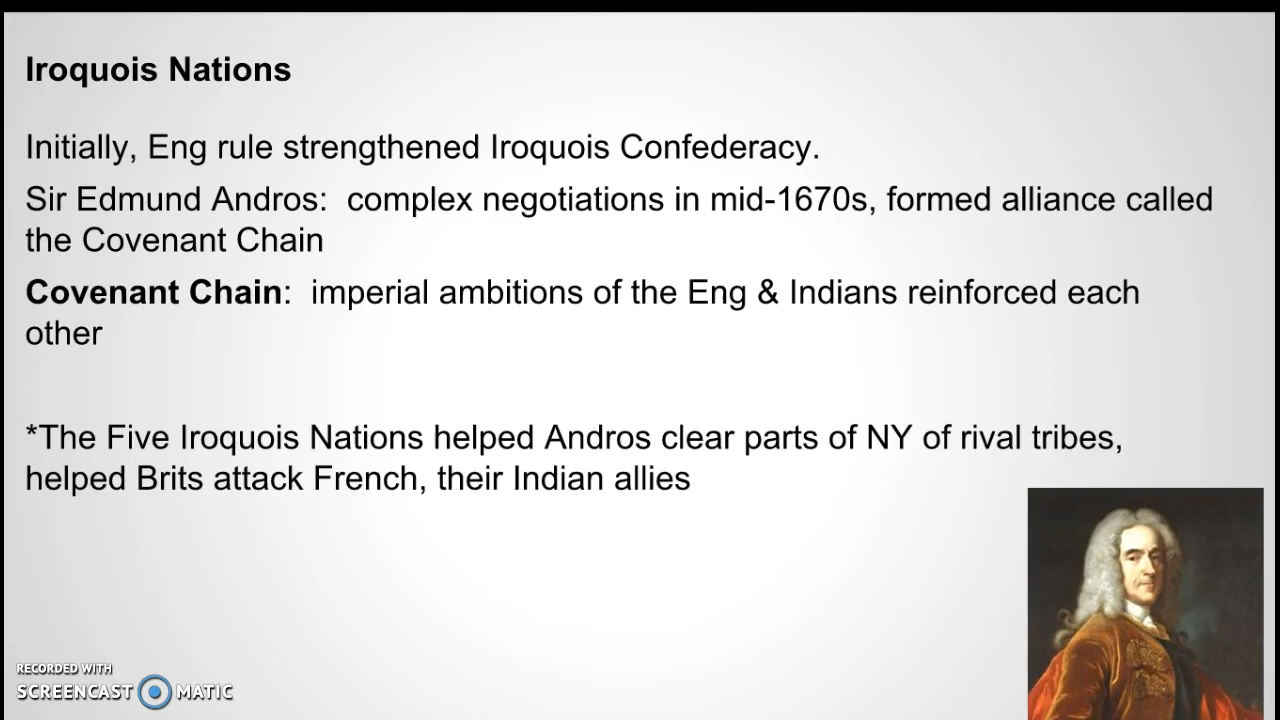 Iroquois Nations
Initially, Eng rule strengthened Iroquois Confederacy.
Sir Edmund Andros:  complex negotiations in mid-1670s, formed alliance called
the Covenant Chain
Covenant Chain:  imperial ambitions of the Eng & Indians reinforced each
other
*The Five Iroquois Nations helped Andros clear parts of NY of rival tribes,
helped Brits attack French, their Indian allies
RECORDED WITH
SCREENCAST MATIC